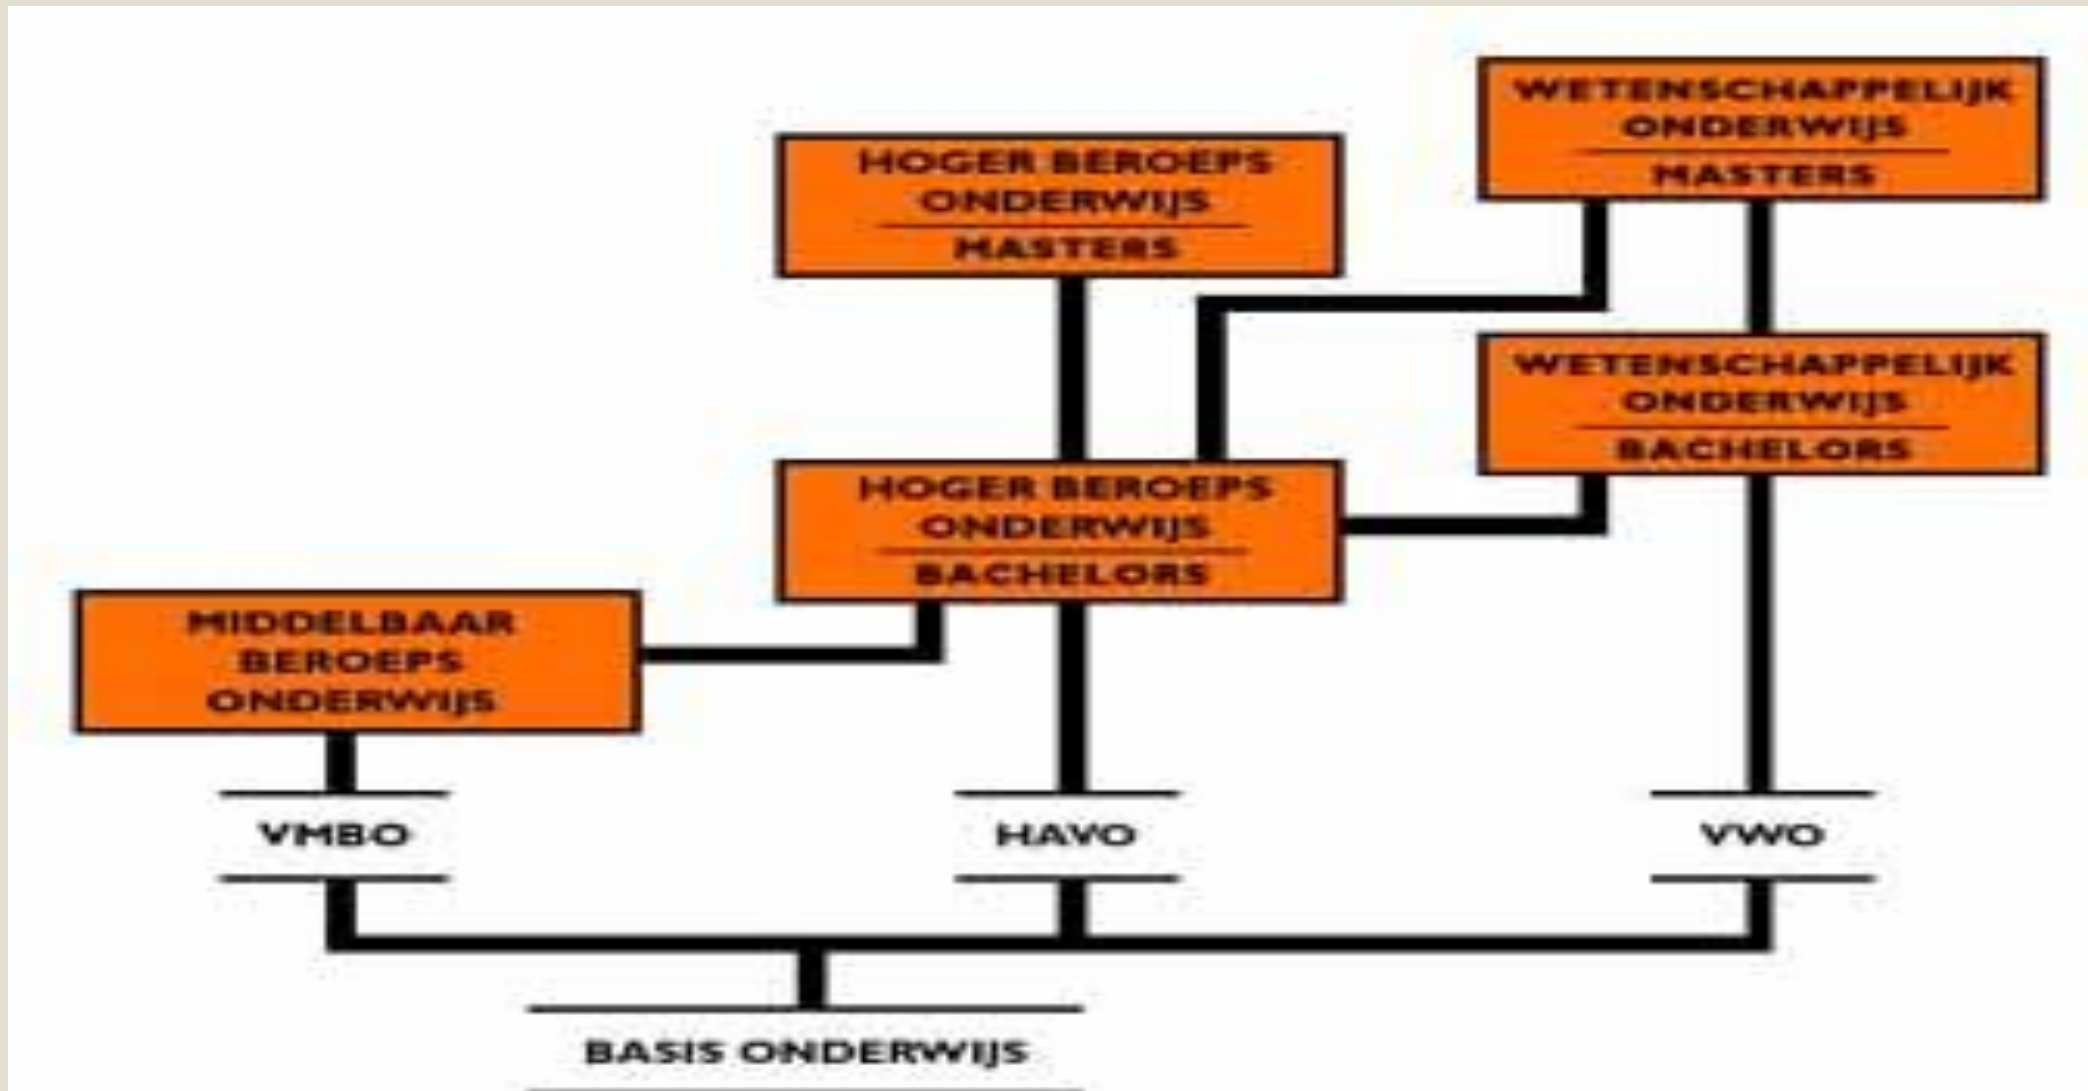 WETENSCHAPPELIJK
ONDERWIJS
MASTERS
HOGER BEROEPS
ONDERWIJS
MASTERS
WETENSCHAPPELIJK
ONDERWIJS
BACHELORS
HOGER BEROEPS
ONDERWIJS
BACHELORS
MIDDELBAAR
BEROEPS
ONDERWIJS
VMBO
HAVO
VWO
BASIS ONDERWIJS